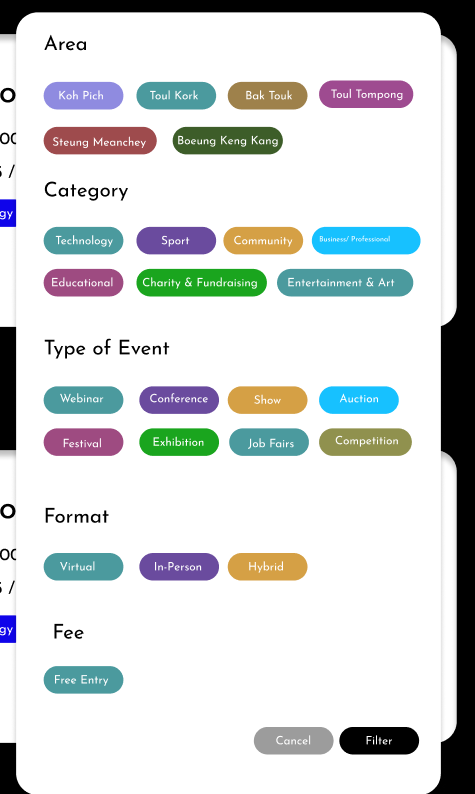 Area
Koh Pich Toul Kork Bak Touk Toul Tompong
Steung Meanchey Boeung Keng Kang
Category
Technology Sport Community Business/ Professional
Educational Charity & Fundraising Entertainment & Art
Type of Event
Webinar Conference Show Auction
Festival Exhibition Job Fairs Competition
Format
Virtual In-Person Hybrid
Fee
Free Entry
Cancel Filter